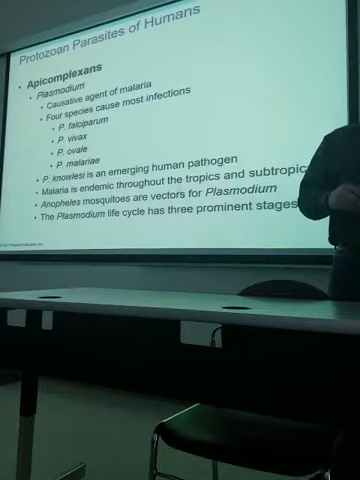 Protozoan Parasites of Humans
• Apicomplexans
• Plasmodium
• Causative agent of malaria
• Four species cause most infections
• P. falciparum
• P. vivax
• P. ovale
• P. malariae
• P. knowlesi is an emerging human pathogen
• Malaria is endemic throughout the tropics and subtropic
• Anopheles mosquitoes are vectors for Plasmodium
• The Plasmodium life cycle has three prominent stages